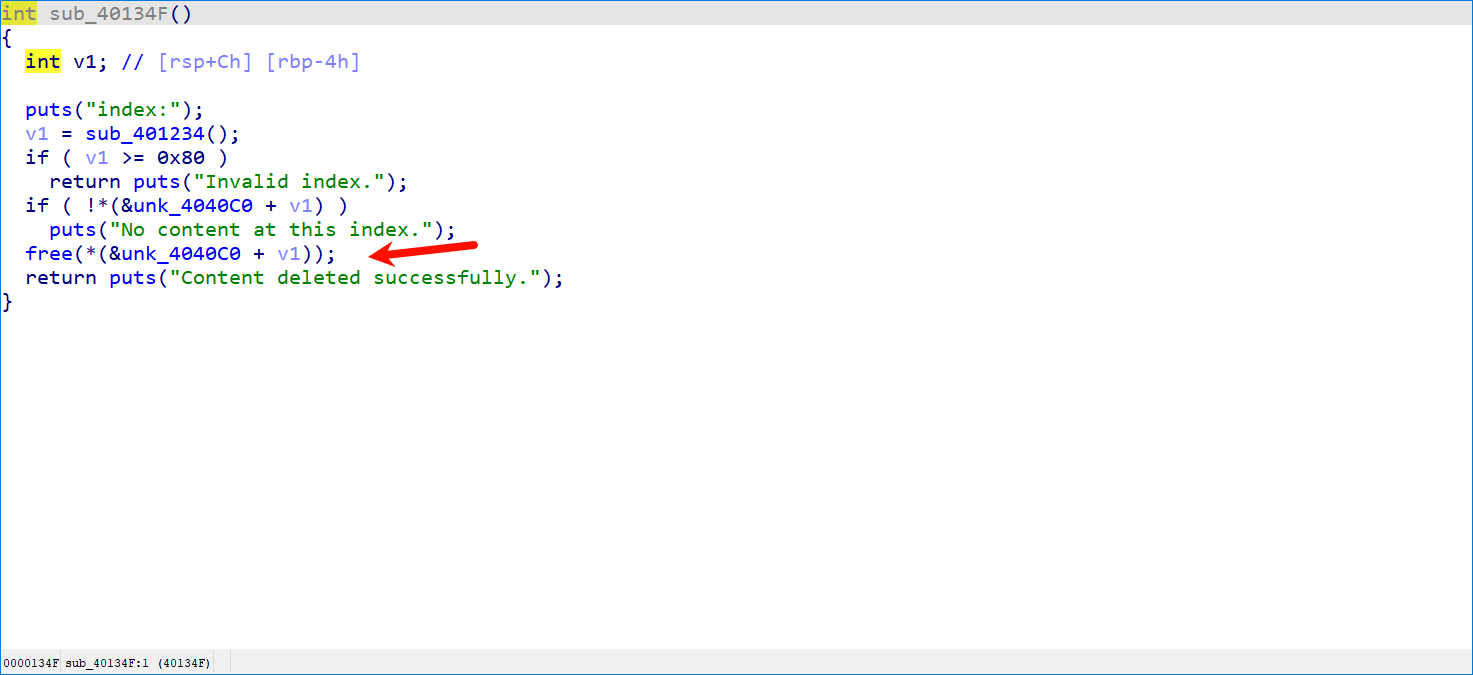 int sub_40134F()
{
  int v1; // [rsp+Ch] [rbp-4h]

  puts("index:");
  v1 = sub_401234();
  if ( v1 >= 0x80 )
    return puts("Invalid index.");
  if ( !*(&unk_4040C0 + v1) )
    puts("No content at this index.");
  free(*(&unk_4040C0 + v1));
  return puts("Content deleted successfully.");
}
0000134F sub_40134F:1 (40134F)